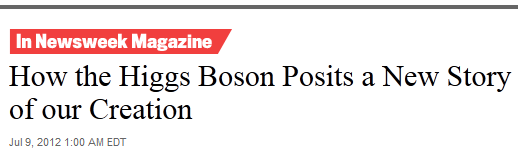 In Newsweek Magazine
How the Higgs Boson Posits a New Story
of our Creation
Jul 9, 2012 1:00 AM EDT